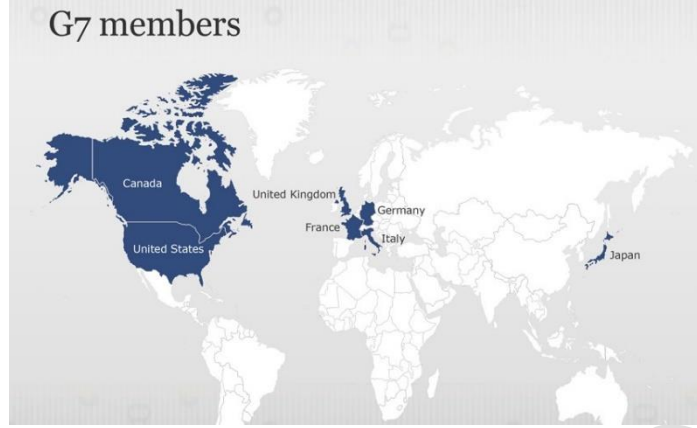 G7 members
Canada
United Kingdom
Germany
France
Italy
United States
Japan